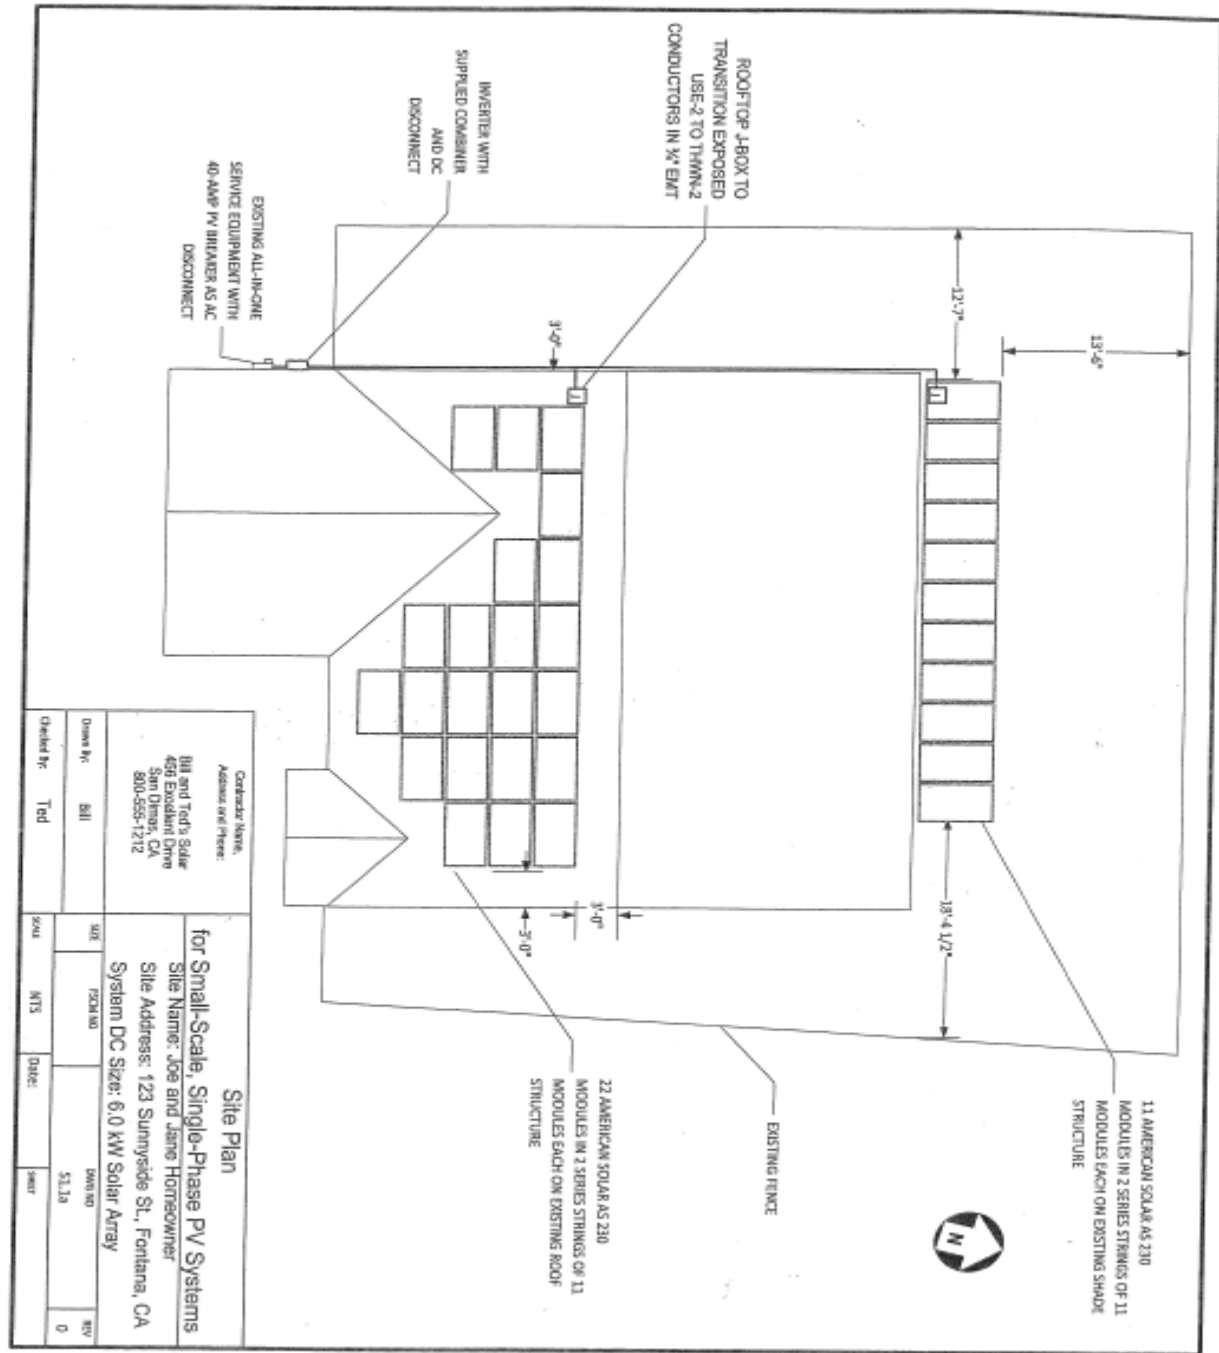 ROOFTOP J-BOX TO
TRANSITION EXPOSED
USE-2 TO THWN-2
CONDUCTORS IN ¾" EMT
INVERTER WITH
SUPPLIED COMBINER
AND DC
DISCONNECT
EXISTING ALL-IN-ONE
SERVICE EQUIPMENT WITH
40-AMP PV BREAKER AS AC
DISCONNECT
13'-6"
12'-7"
3'-0"
J
J
18'-4 1/2"
3'-0"
3'-0"
11 AMERICAN SOLAR AS 230
MODULES IN 2 SERIES STRINGS OF 11
MODULES EACH ON EXISTING SHADE
STRUCTURE
EXISTING FENCE
22 AMERICAN SOLAR AS 230
MODULES IN 2 SERIES STRINGS OF 11
MODULES EACH ON EXISTING ROOF
STRUCTURE
N
Contractor Name,
Address and Phone:
Bill and Ted's Solar
456 Excellent Drive
San Dimas, CA
800-555-1212
Drawn By: Bill
Checked By: Ted
Site Plan
for Small-Scale, Single-Phase PV Systems
Site Name: Joe and Jane Homeowner
Site Address: 123 Sunnyside St., Fontana, CA
System DC Size: 6.0 kW Solar Array
SIZE
FSCM NO
DWG NO
S1.1a
REV
0
SCALE
NTS
Date:
SHEET